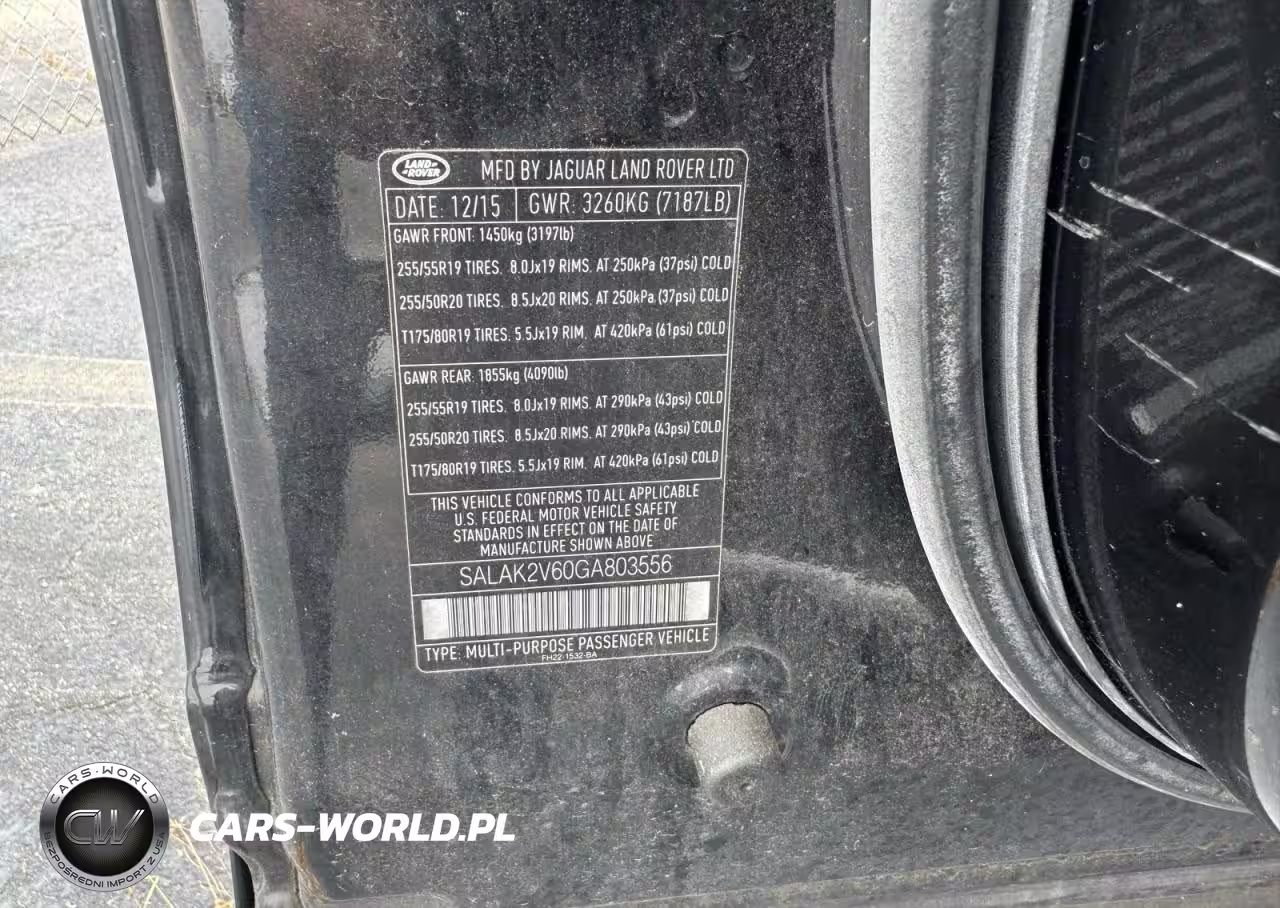 LAND-
-ROVER
MFD BY JAGUAR LAND ROVER LTD
DATE: 12/15 GWR: 3260KG (7187LB)
GAWR FRONT: 1450kg (3197lb)
255/55R19 TIRES. 8.0Jx19 RIMS. AT 250kPa (37psi) COLD
255/50R20 TIRES. 8.5Jx20 RIMS. AT 250kPa (37psi) COLD
T175/80R19 TIRES. 5.5Jx19 RIM. AT 420kPa (61psi) COLD
GAWR REAR: 1855kg (4090lb)
255/55R19 TIRES. 8.0Jx19 RIMS. AT 290kPa (43psi) COLD
255/50R20 TIRES. 8.5Jx20 RIMS. AT 290kPa (43psi) COLD
T175/80R19 TIRES. 5.5Jx19 RIM. AT 420kPa (61psi) COLD
THIS VEHICLE CONFORMS TO ALL APPLICABLE
U.S. FEDERAL MOTOR VEHICLE SAFETY
STANDARDS IN EFFECT ON THE DATE OF
MANUFACTURE SHOWN ABOVE
SALAK2V60GA803556
TYPE: MULTI-PURPOSE PASSENGER VEHICLE
FH22-1532-BA
CARS-WORLD
CW
BEZPOŚREDNI IMPORT Z USA
CARS-WORLD.PL